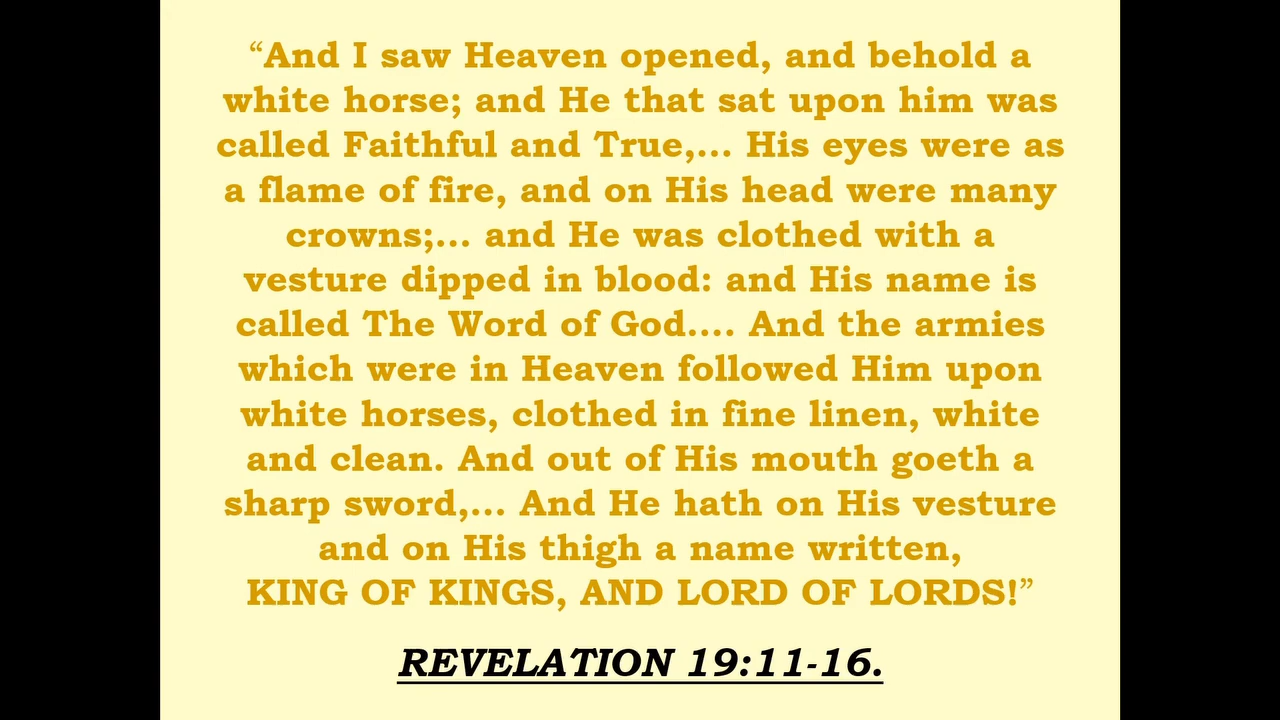 “And I saw Heaven opened, and behold a
white horse; and He that sat upon him was
called Faithful and True,... His eyes were as
a flame of fire, and on His head were many
crowns;... and He was clothed with a
vesture dipped in blood: and His name is
called The Word of God.... And the armies
which were in Heaven followed Him upon
white horses, clothed in fine linen, white
and clean. And out of His mouth goeth a
sharp sword,... And He hath on His vesture
and on His thigh a name written,
KING OF KINGS, AND LORD OF LORDS!”
REVELATION 19:11-16.